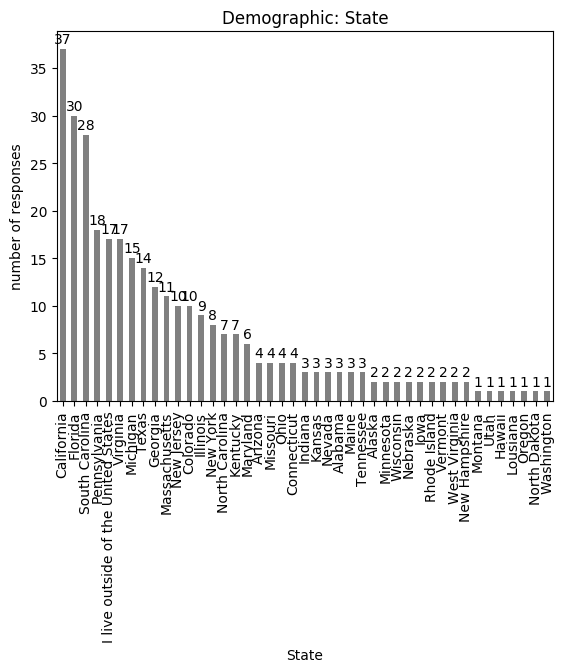 Demographic: State
number of responses
35
30
25
20
15
10
5
0
37
30
28
18
17
17
15
14
12
11
10
10
9
8
7
7
6
4
4
4
4
3
3
3
3
3
3
2
2
2
2
2
2
2
2
2
1
1
1
1
1
1
1
California
Florida
South Carolina
Pennsylvania
I live outside of the United States
Virginia
Michigan
Texas
Georgia
Massachusetts
New Jersey
Colorado
Illinos
New York
North Carolina
Kentucky
Maryland
Arizona
Missouri
Ohio
Connecticut
Indiana
Kansas
Nevada
Alabama
Maine
Tennessee
Alaska
Minnesota
Wisconsin
Nebraska
Iowa
Rhode Island
Vermont
West Virginia
New Hampshire
Montana
Utah
Hawaii
Lousiana
Oregon
North Dakota
Washington
State